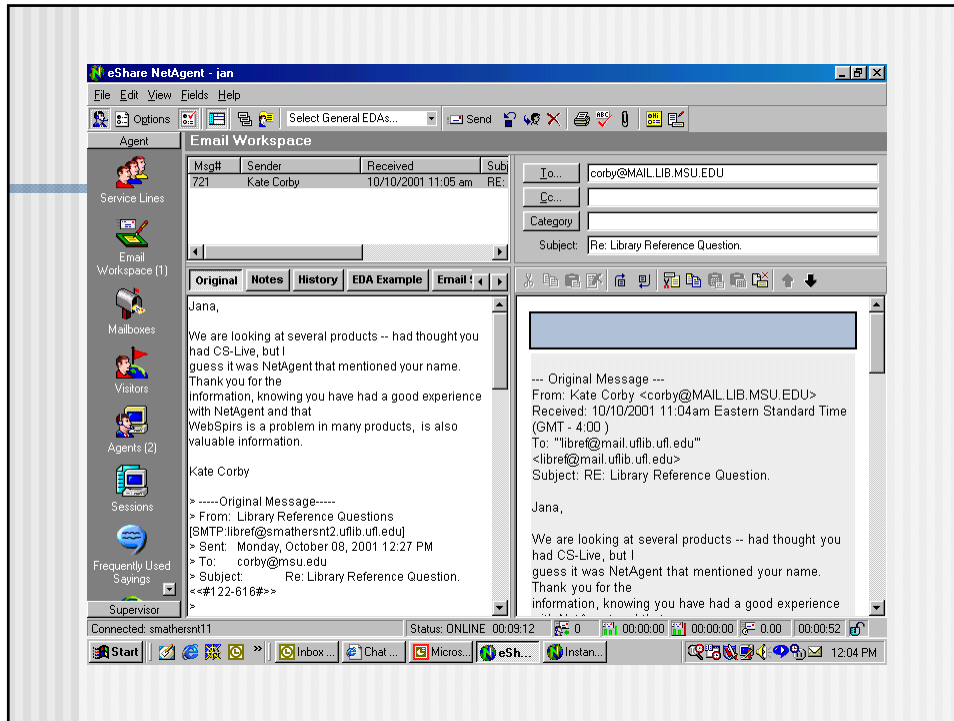 eShare NetAgent - jan
File Edit View Fields Help
Options Select General EDAs... Send
Agent
Email Workspace
Service Lines
Email
Workspace (1)
Mailboxes
Visitors
Agents (2)
Sessions
Frequently Used
Sayings
Supervisor
Msg# Sender Received Subj
721 Kate Corby 10/10/2001 11:05 am RE:
To... corby@MAIL.LIB.MSU.EDU
Cc...
Category
Subject: Re: Library Reference Question.
Original Notes History EDA Example Email
Jana,
We are looking at several products -- had thought you
had CS-Live, but I
guess it was NetAgent that mentioned your name.
Thank you for the
information, knowing you have had a good experience
with NetAgent and that
WebSpirs is a problem in many products, is also
valuable information.
Kate Corby
> -----Original Message-----
> From: Library Reference Questions
[SMTP:libref@smathersnt2.uflib.ufl.edu]
> Sent: Monday, October 08, 2001 12:27 PM
> To: corby@msu.edu
> Subject: Re: Library Reference Question.
<<#122-616#>>
>
--- Original Message ---
From: Kate Corby <corby@MAIL.LIB.MSU.EDU>
Received: 10/10/2001 11:04am Eastern Standard Time
(GMT - 4:00 )
To: "'libref@mail.uflib.ufl.edu'"
<libref@mail.uflib.ufl.edu>
Subject: RE: Library Reference Question.
Jana,
We are looking at several products -- had thought you
had CS-Live, but I
guess it was NetAgent that mentioned your name.
Thank you for the
information, knowing you have had a good experience
Connected: smathersnt11 Status: ONLINE 00:09:12 0 00:00:00 00:00:00 0.00 00:00:52
Start » Inbox ... Chat ... Micros... eSh... Instan... 12:04 PM